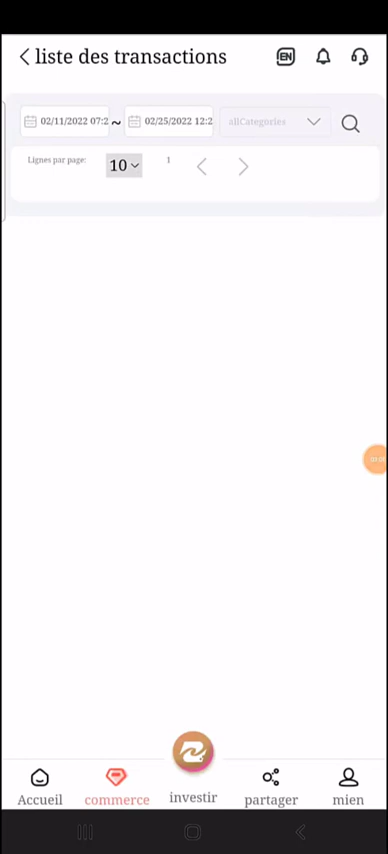 liste des transactions
EN
02/11/2022 07:2 ~ 02/25/2022 12:2 allCategories
Lignes par page: 10 1
Accueil commerce investir partager mien